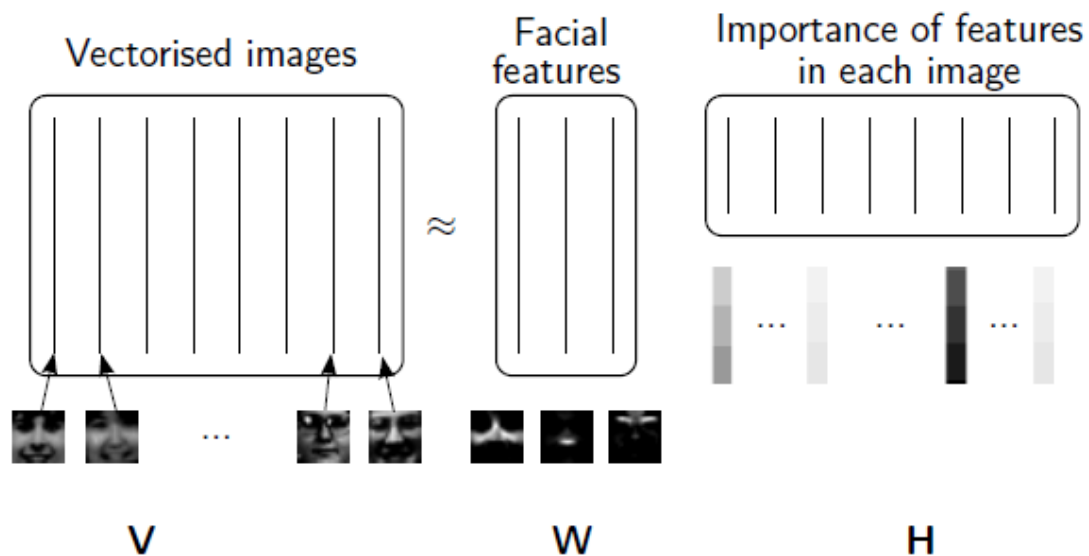 Vectorised images
Facial
features
Importance of features
in each image
≈
...
...
...
...
V
W
H